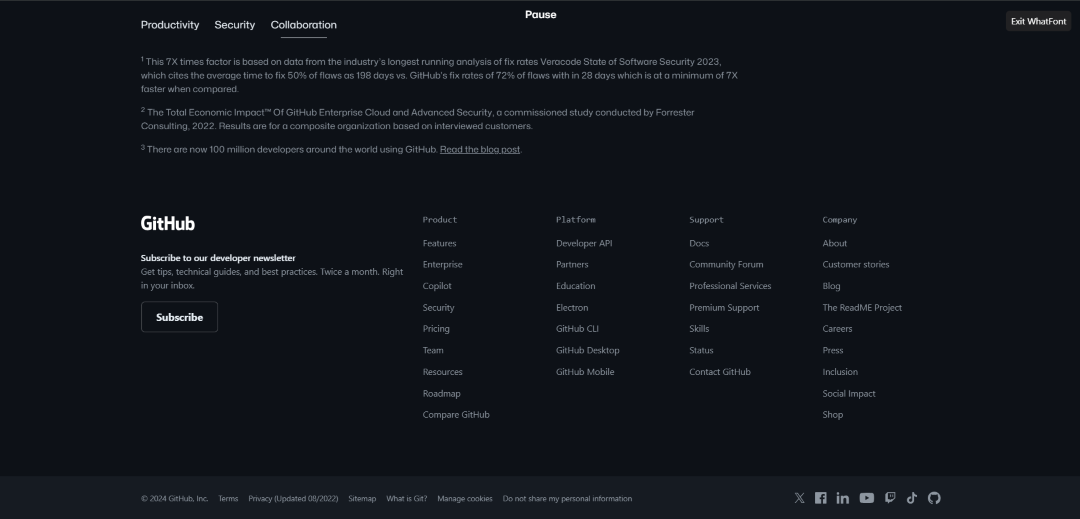 Pause
Exit WhatFont
Productivity Security Collaboration
1 This 7X times factor is based on data from the industry's longest running analysis of fix rates Veracode State of Software Security 2023,
which cites the average time to fix 50% of flaws as 198 days vs. GitHub's fix rates of 72% of flaws with in 28 days which is at a minimum of 7X
faster when compared.
2 The Total Economic Impact™ Of GitHub Enterprise Cloud and Advanced Security, a commissioned study conducted by Forrester
Consulting, 2022. Results are for a composite organization based on interviewed customers.
3 There are now 100 million developers around the world using GitHub. Read the blog post.
GitHub
Subscribe to our developer newsletter
Get tips, technical guides, and best practices. Twice a month. Right
in your inbox.
Subscribe
Product
Features
Enterprise
Copilot
Security
Pricing
Team
Resources
Roadmap
Compare GitHub
Platform
Developer API
Partners
Education
Electron
GitHub CLI
GitHub Desktop
GitHub Mobile
Support
Docs
Community Forum
Professional Services
Premium Support
Skills
Status
Contact GitHub
Company
About
Customer stories
Blog
The ReadME Project
Careers
Press
Inclusion
Social Impact
Shop
© 2024 GitHub, Inc. Terms Privacy (Updated 08/2022) Sitemap What is Git? Manage cookies Do not share my personal information